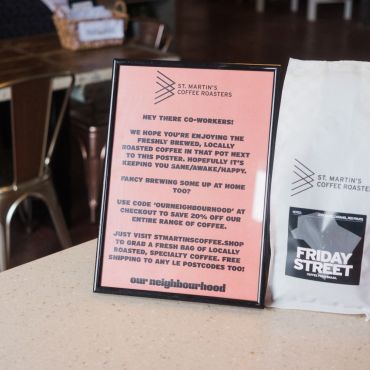 ST. MARTIN'S
COFFEE ROASTERS
HEY THERE CO-WORKERS!
WE HOPE YOU'RE ENJOYING THE
FRESHLY BREWED, LOCALLY
ROASTED COFFEE IN THAT POT NEXT
TO THIS POSTER. HOPEFULLY IT'S
KEEPING YOU SANE/AWAKE/HAPPY.
FANCY BREWING SOME UP AT HOME
TOO?
USE CODE 'OURNEIGHBOURHOOD' AT
CHECKOUT TO SAVE 20% OFF OUR
ENTIRE RANGE OF COFFEE.
JUST VISIT STMARTINSCOFFEE.SHOP
TO GRAB A FRESH BAG OF LOCALLY
ROASTED, SPECIALTY COFFEE. FREE
SHIPPING TO ANY LE POSTCODES TOO!
our neighbourhood
ST. MARTIN'S
COFFEE ROASTERS
FRIDAY
STREET